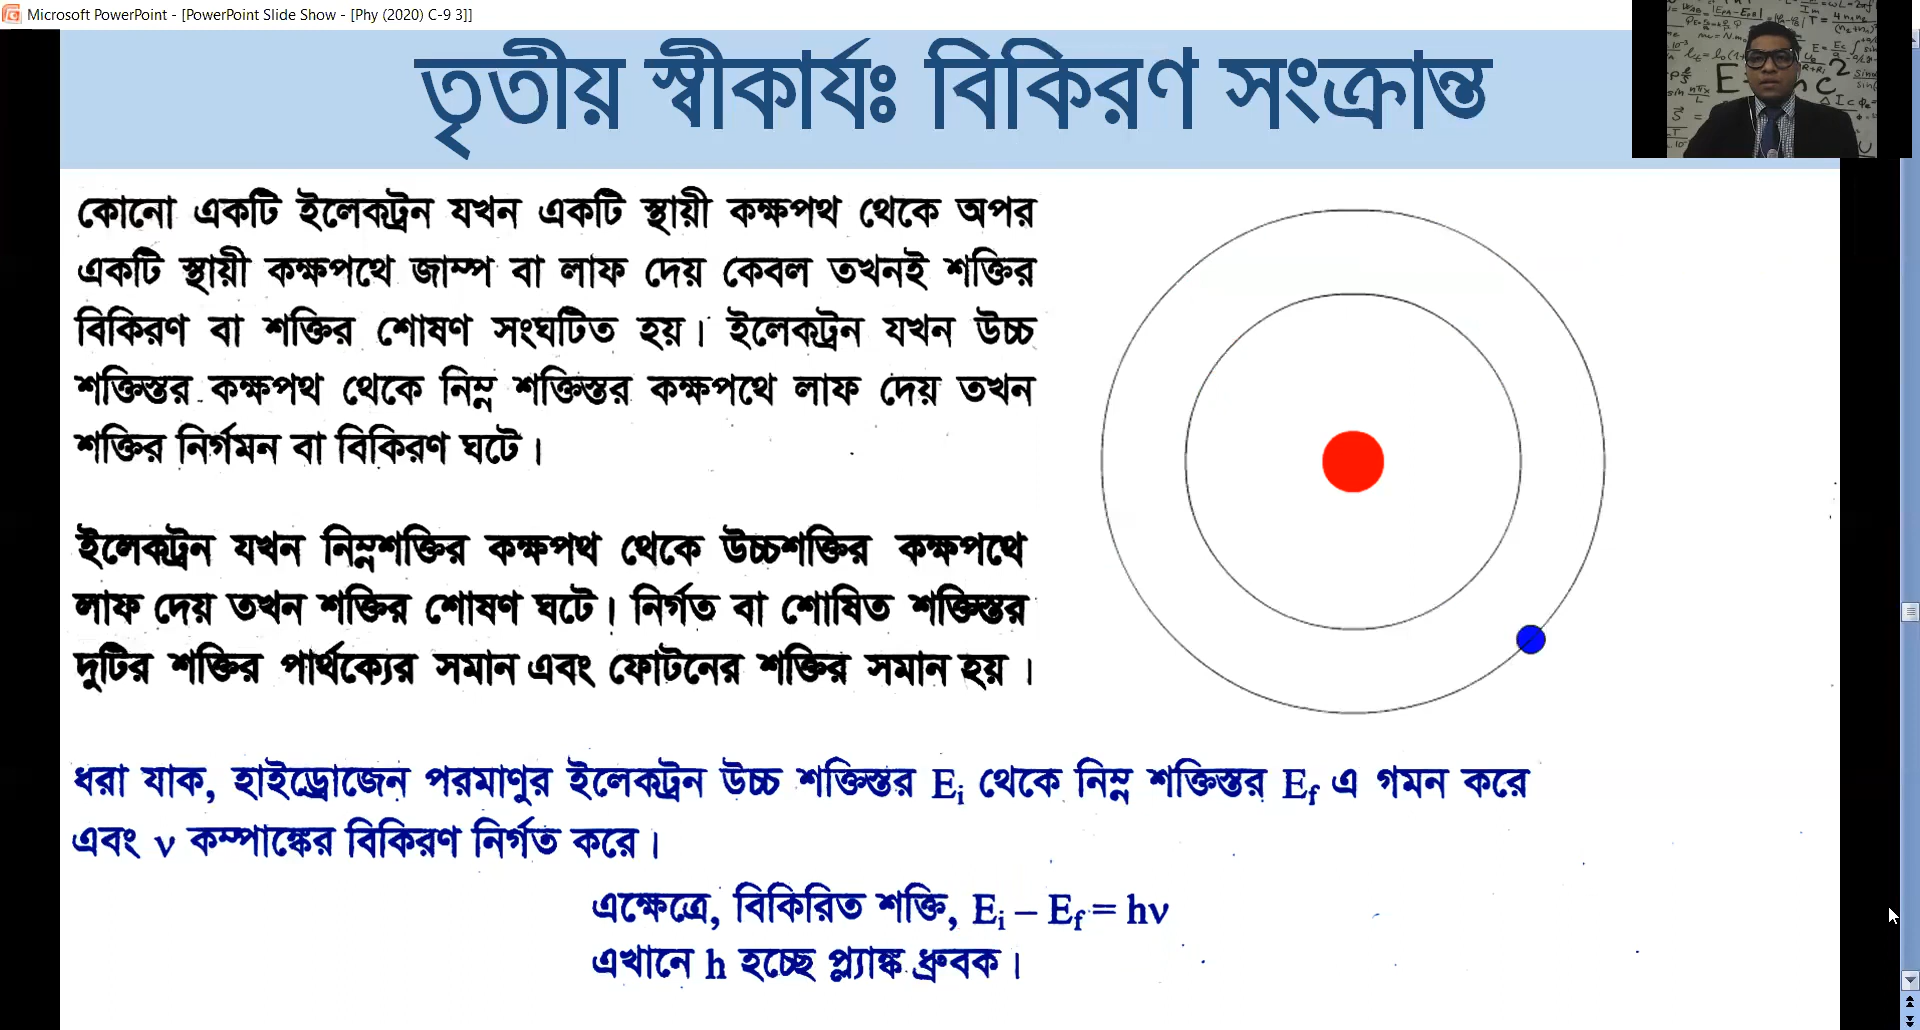 Microsoft PowerPoint - [PowerPoint Slide Show - [Phy (2020) C-9 3]]
তৃতীয় স্বীকার্যঃ বিকিরণ সংক্রান্ত
কোনো একটি ইলেকট্রন যখন একটি স্থায়ী কক্ষপথ থেকে অপর
একটি স্থায়ী কক্ষপথে জাম্প বা লাফ দেয় কেবল তখনই শক্তির
বিকিরণ বা শক্তির শোষণ সংঘটিত হয়। ইলেকট্রন যখন উচ্চ
শক্তিস্তর কক্ষপথ থেকে নিম্ন শক্তিস্তর কক্ষপথে লাফ দেয় তখন
শক্তির নির্গমন বা বিকিরণ ঘটে।
ইলেকট্রন যখন নিম্নশক্তির কক্ষপথ থেকে উচ্চশক্তির কক্ষপথে
লাফ দেয় তখন শক্তির শোষণ ঘটে। নির্গত বা শোষিত শক্তিস্তর
দুটির শক্তির পার্থক্যের সমান এবং ফোটনের শক্তির সমান হয়।
ধরা যাক, হাইড্রোজেন পরমাণুর ইলেকট্রন উচ্চ শক্তিস্তর E_i থেকে নিম্ন শক্তিস্তর E_f এ গমন করে
এবং ν কম্পাঙ্কের বিকিরণ নির্গত করে।
এক্ষেত্রে, বিকিরিত শক্তি, E_i – E_f = hν
এখানে h হচ্ছে প্ল্যাঙ্ক ধ্রুবক।